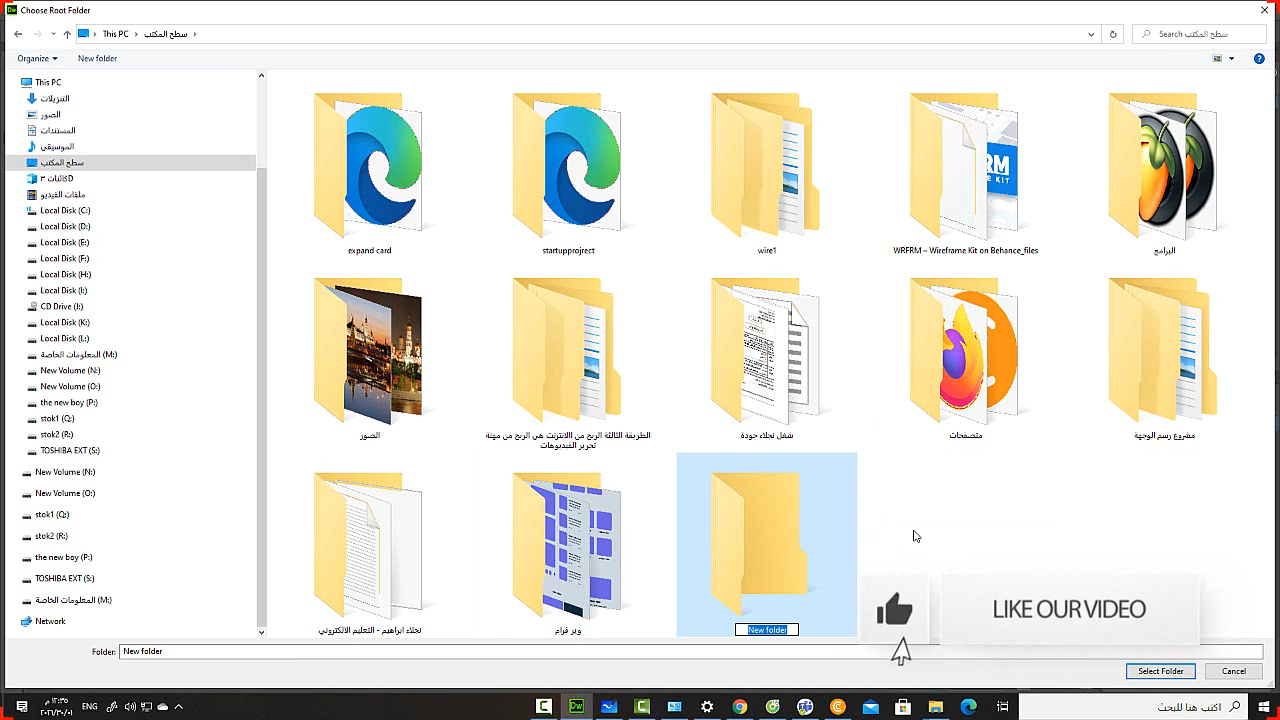 Choose Root Folder
This PC
سطح المكتب
Search سطح المكتب
Organize
New folder
This PC
التنزيلات
الصور
المستندات
الموسيقى
سطح المكتب
كائنات ٣D
ملفات الفيديو
Local Disk (C:)
Local Disk (D:)
Local Disk (E:)
Local Disk (F:)
Local Disk (H:)
Local Disk (I:)
CD Drive (J:)
Local Disk (K:)
Local Disk (L:)
المعلومات الخاصة (M:)
New Volume (N:)
New Volume (O:)
the new boy (P:)
stok1 (Q:)
stok2 (R:)
TOSHIBA EXT (S:)
New Volume (N:)
New Volume (O:)
stok1 (Q:)
stok2 (R:)
the new boy (P:)
TOSHIBA EXT (S:)
المعلومات الخاصة (M:)
Network
expand card
startupprojrect
wire1
WRFRM – Wireframe Kit on Behance_files
البرامج
الصور
الطريقة الثالثة الربح من الانترنت هي الربح من مهنة
تحرير الفيديوهات
شغل نجلاء جودة
متصفحات
مشروع رسم الوجهة
نجلاء ابراهيم - التعليم الالكتروني
وير فرام
New folder
LIKE OUR VIDEO
Folder:
New folder
Select Folder
Cancel
ENG
اكتب هنا للبحث